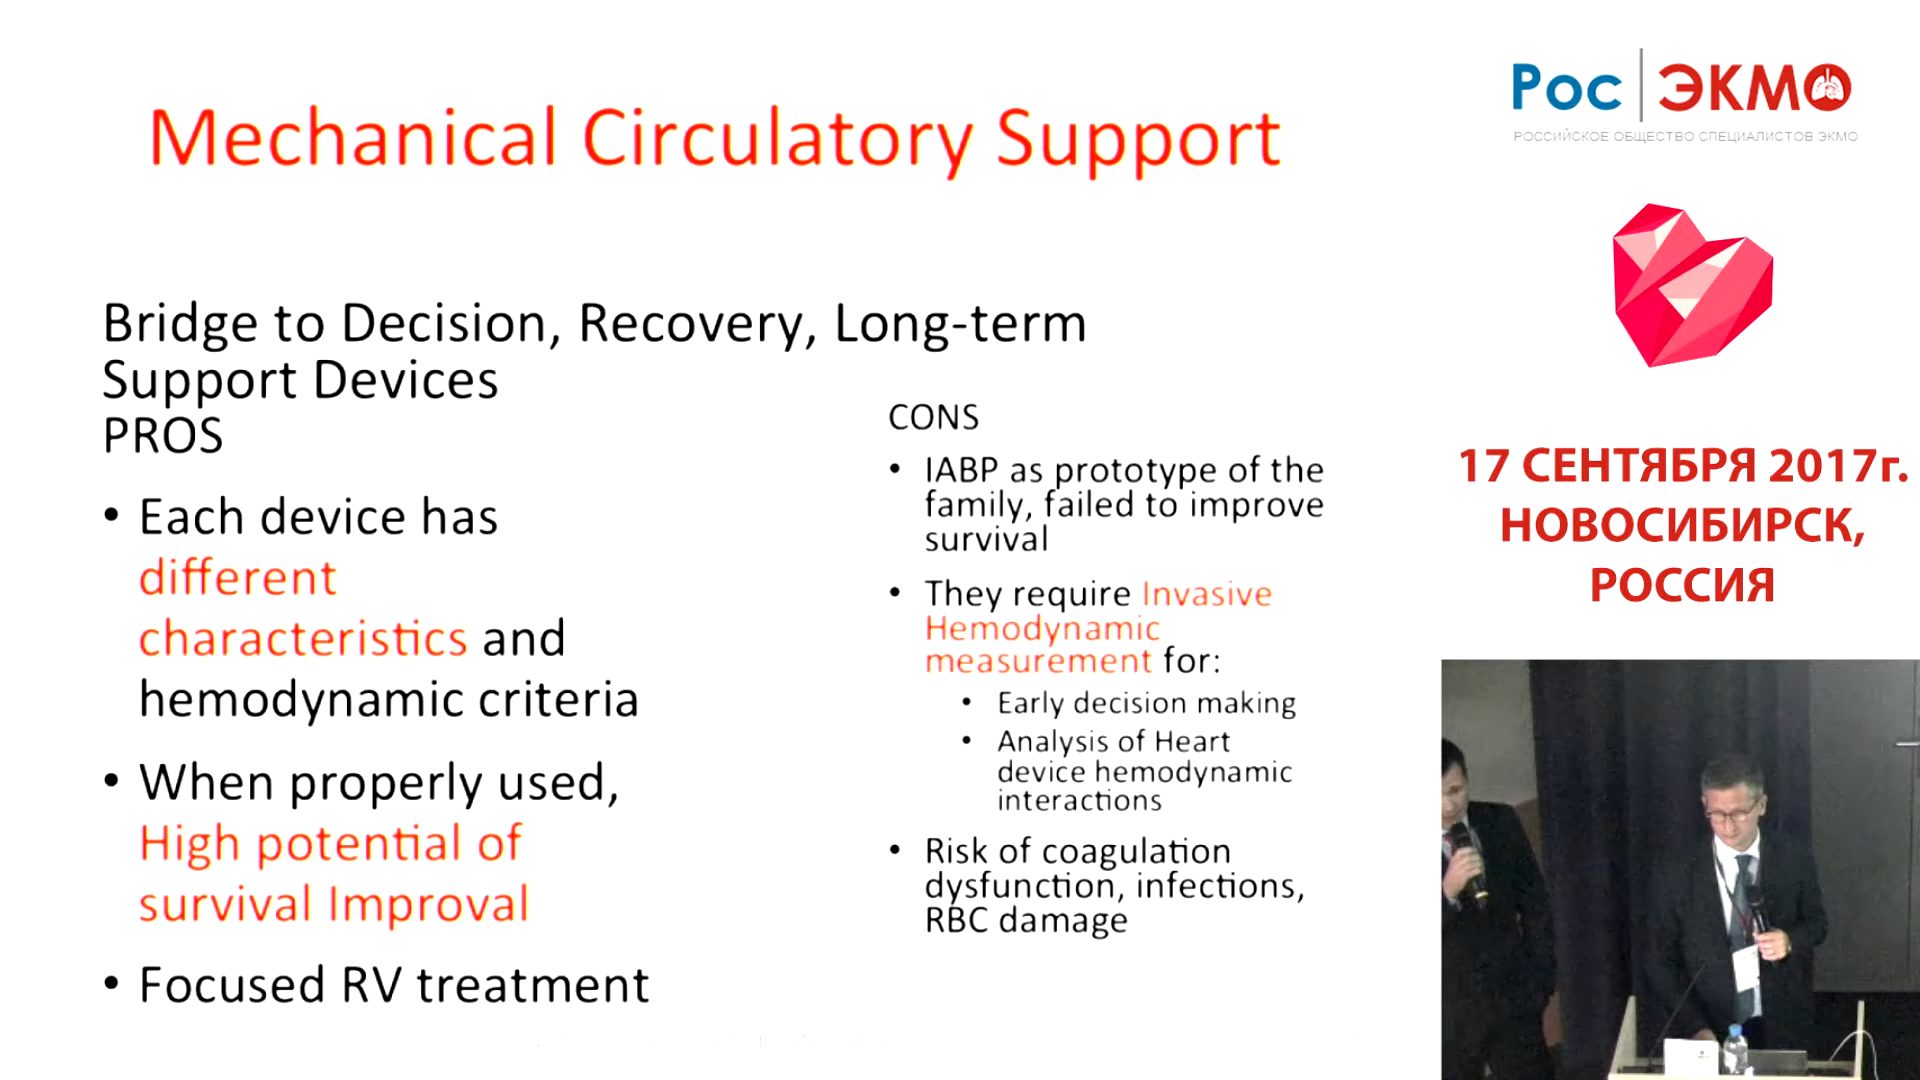 Mechanical Circulatory Support
Bridge to Decision, Recovery, Long-term
Support Devices
PROS
• Each device has
different
characteristics and
hemodynamic criteria
• When properly used,
High potential of
survival Improval
• Focused RV treatment
CONS
• IABP as prototype of the
family, failed to improve
survival
• They require Invasive
Hemodynamic
measurement for:
• Early decision making
• Analysis of Heart
device hemodynamic
interactions
• Risk of coagulation
dysfunction, infections,
RBC damage
Рос ЭКМО
РОССИЙСКОЕ ОБЩЕСТВО СПЕЦИАЛИСТОВ ЭКМО
17 СЕНТЯБРЯ 2017г.
НОВОСИБИРСК,
РОССИЯ